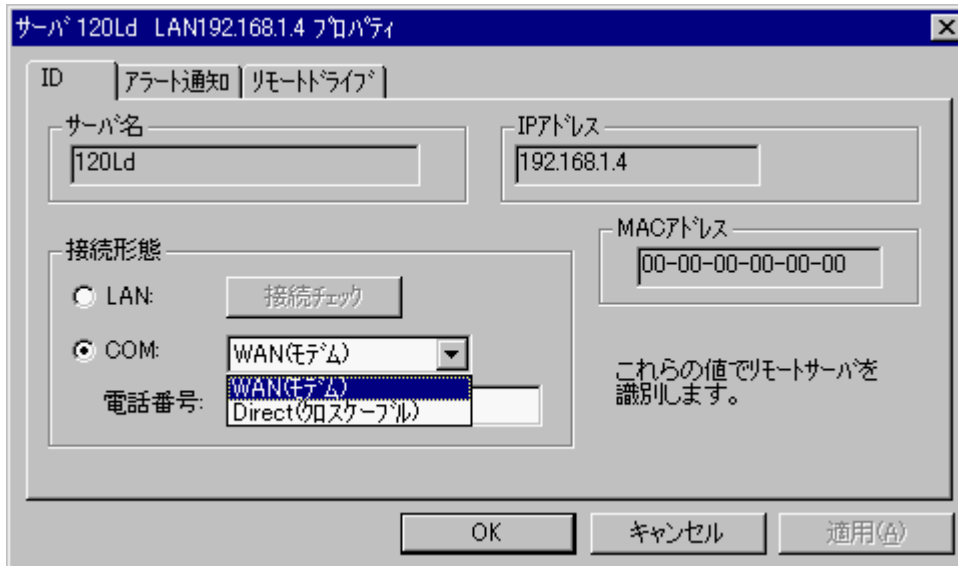 サーバ 120Ld LAN192.168.1.4 プロパティ
ID アラート通知 リモートドライブ
サーバ名
120Ld
IPアドレス
192.168.1.4
MACアドレス
00-00-00-00-00-00
接続形態
LAN: 接続チェック
COM: WAN(モデム)
WAN(モデム)
Direct(クロスケーブル)
電話番号:
これらの値でリモートサーバを
識別します。
OK キャンセル 適用(A)